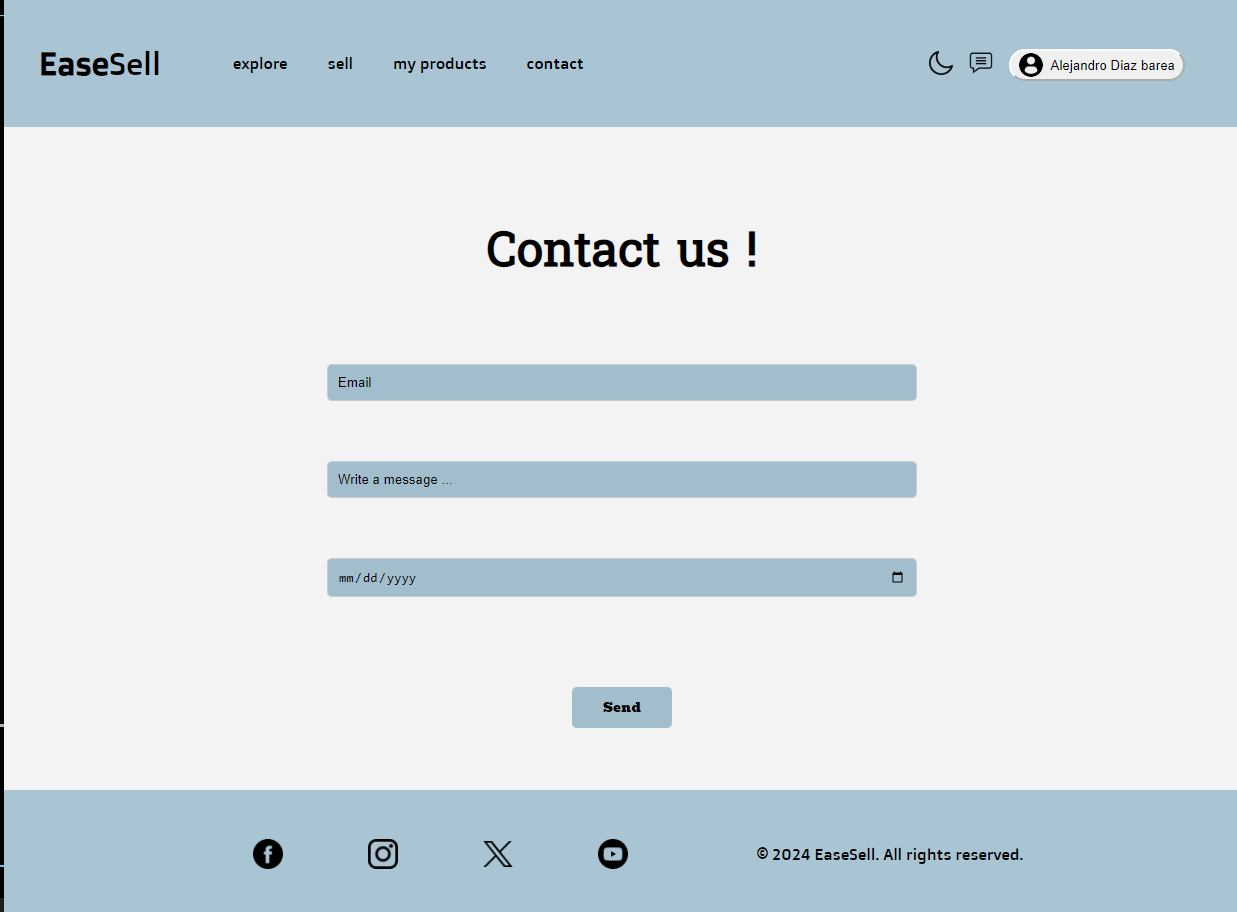 EaseSell
explore sell my products contact
Alejandro Diaz barea
Contact us !
Email
Write a message ...
mm/dd/yyyy
Send
© 2024 EaseSell. All rights reserved.